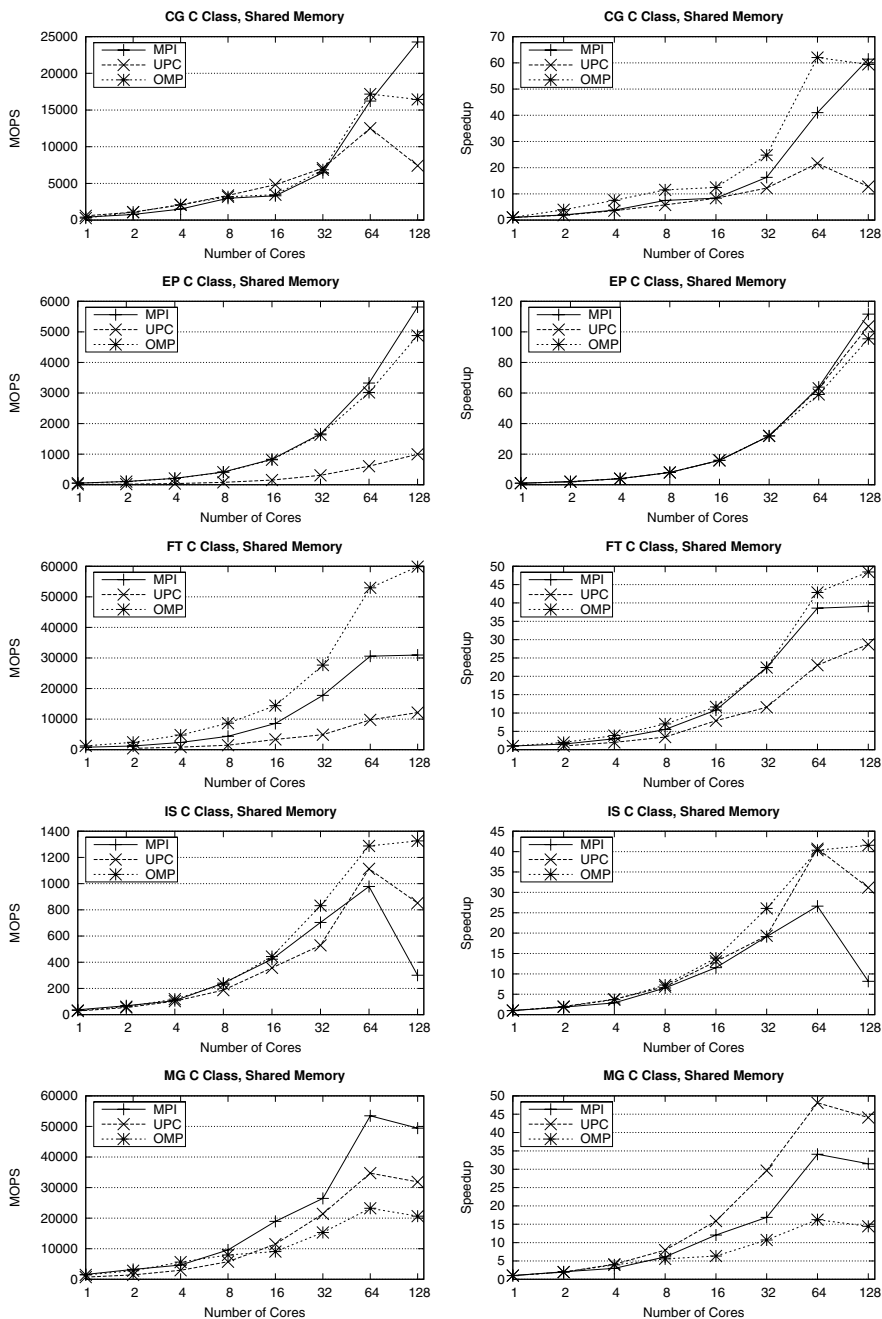 CG C Class, Shared Memory
25000
20000
15000
10000
5000
0
MOPS
MPI
UPC
OMP
1 2 4 8 16 32 64 128
Number of Cores
CG C Class, Shared Memory
70
60
50
40
30
20
10
0
Speedup
MPI
UPC
OMP
1 2 4 8 16 32 64 128
Number of Cores
EP C Class, Shared Memory
6000
5000
4000
3000
2000
1000
0
MOPS
MPI
UPC
OMP
1 2 4 8 16 32 64 128
Number of Cores
EP C Class, Shared Memory
120
100
80
60
40
20
0
Speedup
MPI
UPC
OMP
1 2 4 8 16 32 64 128
Number of Cores
FT C Class, Shared Memory
60000
50000
40000
30000
20000
10000
0
MOPS
MPI
UPC
OMP
1 2 4 8 16 32 64 128
Number of Cores
FT C Class, Shared Memory
50
45
40
35
30
25
20
15
10
5
0
Speedup
MPI
UPC
OMP
1 2 4 8 16 32 64 128
Number of Cores
IS C Class, Shared Memory
1400
1200
1000
800
600
400
200
0
MOPS
MPI
UPC
OMP
1 2 4 8 16 32 64 128
Number of Cores
IS C Class, Shared Memory
45
40
35
30
25
20
15
10
5
0
Speedup
MPI
UPC
OMP
1 2 4 8 16 32 64 128
Number of Cores
MG C Class, Shared Memory
60000
50000
40000
30000
20000
10000
0
MOPS
MPI
UPC
OMP
1 2 4 8 16 32 64 128
Number of Cores
MG C Class, Shared Memory
50
45
40
35
30
25
20
15
10
5
0
Speedup
MPI
UPC
OMP
1 2 4 8 16 32 64 128
Number of Cores